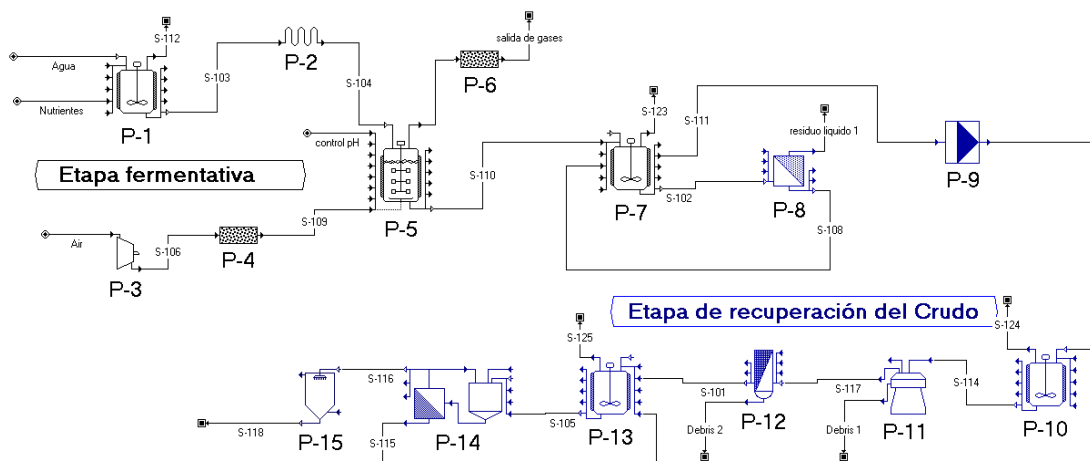 S-112
Agua
Nutrientes
P-1
S-103
P-2
S-104
salida de gases
P-6
control pH
Etapa fermentativa
P-5
S-110
S-109
Air
S-106
P-3
P-4
S-123
S-111
residuo liquido 1
P-7
S-102
P-8
S-108
P-9
Etapa de recuperación del Crudo
S-124
S-125
S-116
S-118
P-15
S-115
P-14
S-105
P-13
S-101
Debris 2
P-12
S-117
Debris 1
P-11
S-114
P-10